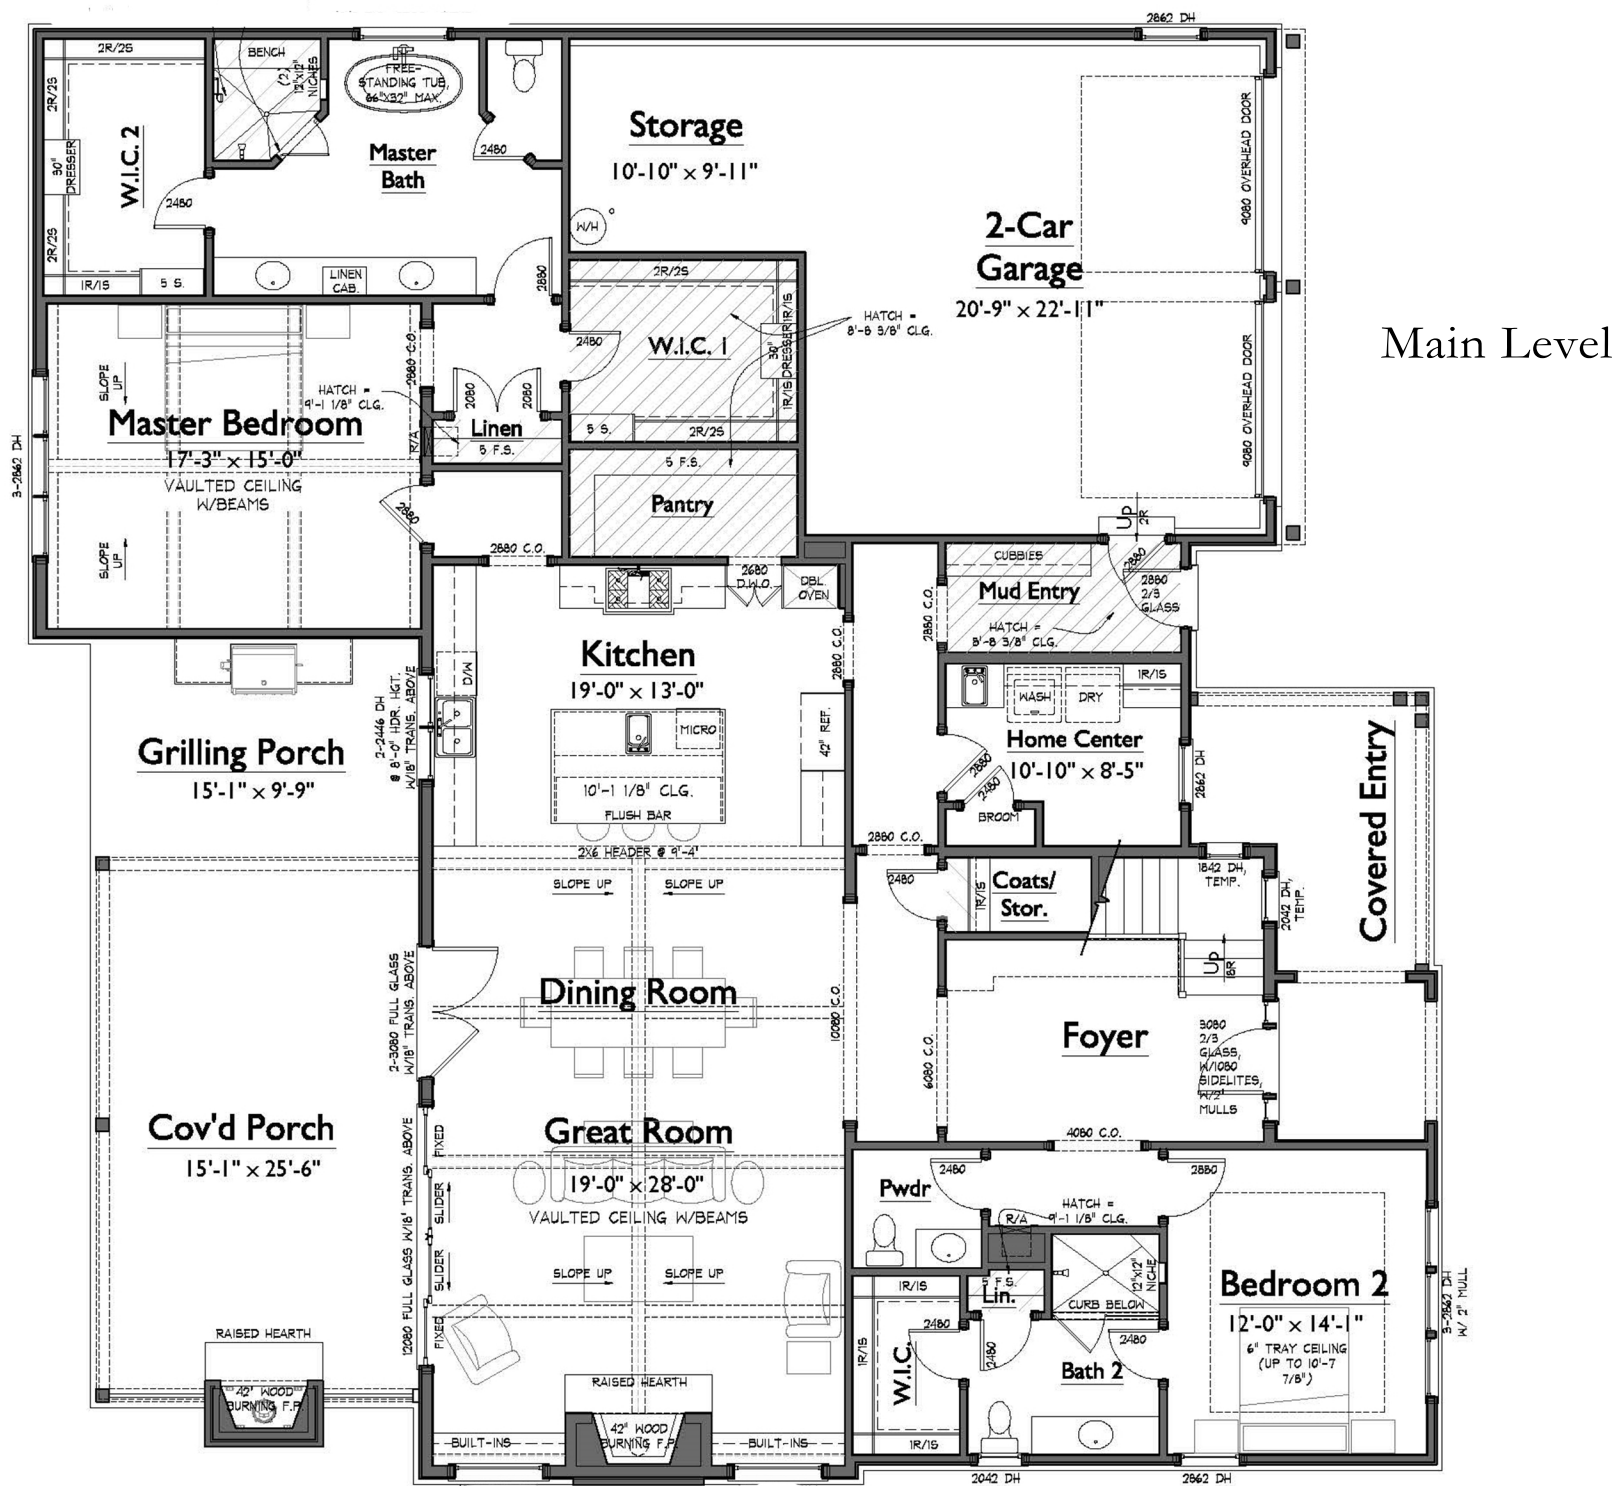 2862 DH
2R/2S
BENCH
(2)
12"x12"
NICHES
FREE-
STANDING TUB,
66"X32" MAX.
2R/2S
30"
DRESSER
W.I.C. 2
2480
2R/2S
1R/1S
5 S.
Master
Bath
2480
LINEN
CAB.
2880
Storage
10'-10" x 9'-11"
W/H
2-Car
Garage
20'-9" x 22'-11"
9080 OVERHEAD DOOR
9080 OVERHEAD DOOR
Main Level
2R/2S
1R/1S
30"
DRESSER
1R/1S
W.I.C. 1
2480
5 S.
2R/2S
HATCH =
8'-8 3/8" CLG.
SLOPE
UP
2880 C.O.
HATCH =
9'-1 1/8" CLG.
2080
2080
Linen
5 F.S.
R/A
Master Bedroom
17'-3" x 15'-0"
VAULTED CEILING
W/BEAMS
3-2862 DH
SLOPE
UP
2880
2880 C.O.
5 F.S.
Pantry
2680
D.W.O.
DBL.
OVEN
Up
2R
CUBBIES
2880
2880
2/3
GLASS
Mud Entry
HATCH =
8'-8 3/8" CLG.
2880 C.O.
2880 C.O.
Kitchen
19'-0" x 13'-0"
D/W
MICRO
42" REF.
10'-1 1/8" CLG.
FLUSH BAR
2X6 HEADER @ 9'-4"
2-2446 DH
@ 8'-0" HDR. HGT.
W/18" TRANS. ABOVE
Grilling Porch
15'-1" x 9'-9"
WASH
DRY
1R/1S
Home Center
10'-10" x 8'-5"
2880
2480
BROOM
2862 DH
Covered Entry
2880 C.O.
2480
1R/1S
Coats/
Stor.
1842 DH,
TEMP.
2042 DH,
TEMP.
Up
18R
SLOPE UP
SLOPE UP
Dining Room
2-3080 FULL GLASS
W/18" TRANS. ABOVE
10080 C.O.
6080 C.O.
Foyer
3080
2/3
GLASS,
W/1080
SIDELITES,
W/2"
MULLS
4080 C.O.
Cov'd Porch
15'-1" x 25'-6"
12080 FULL GLASS W/18" TRANS. ABOVE
FIXED
SLIDER
SLIDER
FIXED
Great Room
19'-0" x 28'-0"
VAULTED CEILING W/BEAMS
SLOPE UP
SLOPE UP
2480
Pwdr
2880
HATCH =
9'-1 1/8" CLG.
R/A
5 F.S.
Lin.
12"x12"
NICHE
CURB BELOW
1R/1S
1R/1S
W.I.C.
2480
2480
2480
Bath 2
1R/1S
Bedroom 2
12'-0" x 14'-1"
6" TRAY CEILING
(UP TO 10'-7
7/8")
3-2862 DH
W/ 2" MULL
RAISED HEARTH
42" WOOD
BURNING F.P.
RAISED HEARTH
42" WOOD
BURNING F.P.
BUILT-INS
BUILT-INS
2042 DH
2862 DH